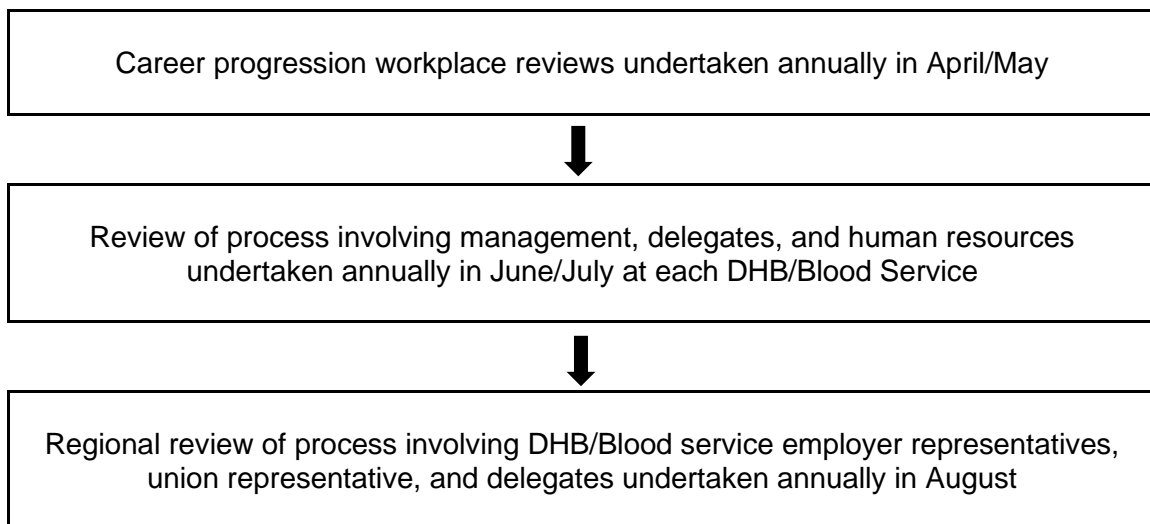 Career progression workplace reviews undertaken annually in April/May
Review of process involving management, delegates, and human resources
undertaken annually in June/July at each DHB/Blood Service
Regional review of process involving DHB/Blood service employer representatives,
union representative, and delegates undertaken annually in August